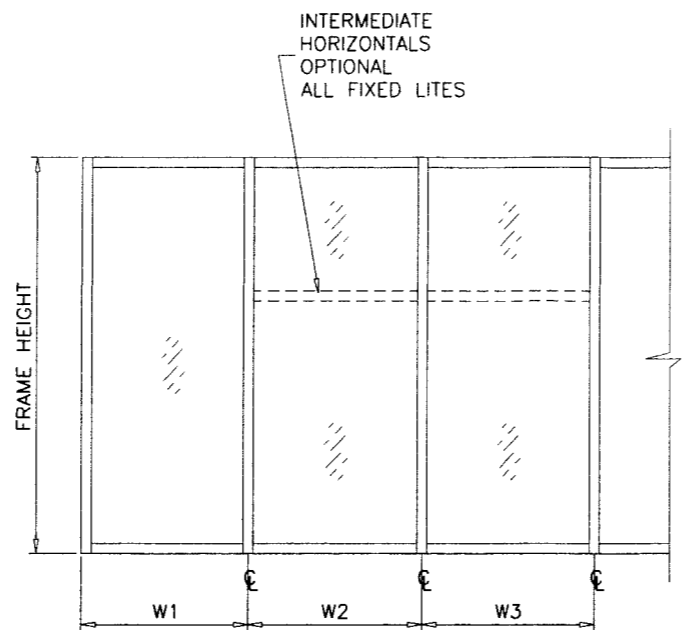 INTERMEDIATE
HORIZONTALS
OPTIONAL
ALL FIXED LITES
FRAME HEIGHT
℄ ℄ ℄
W1 W2 W3